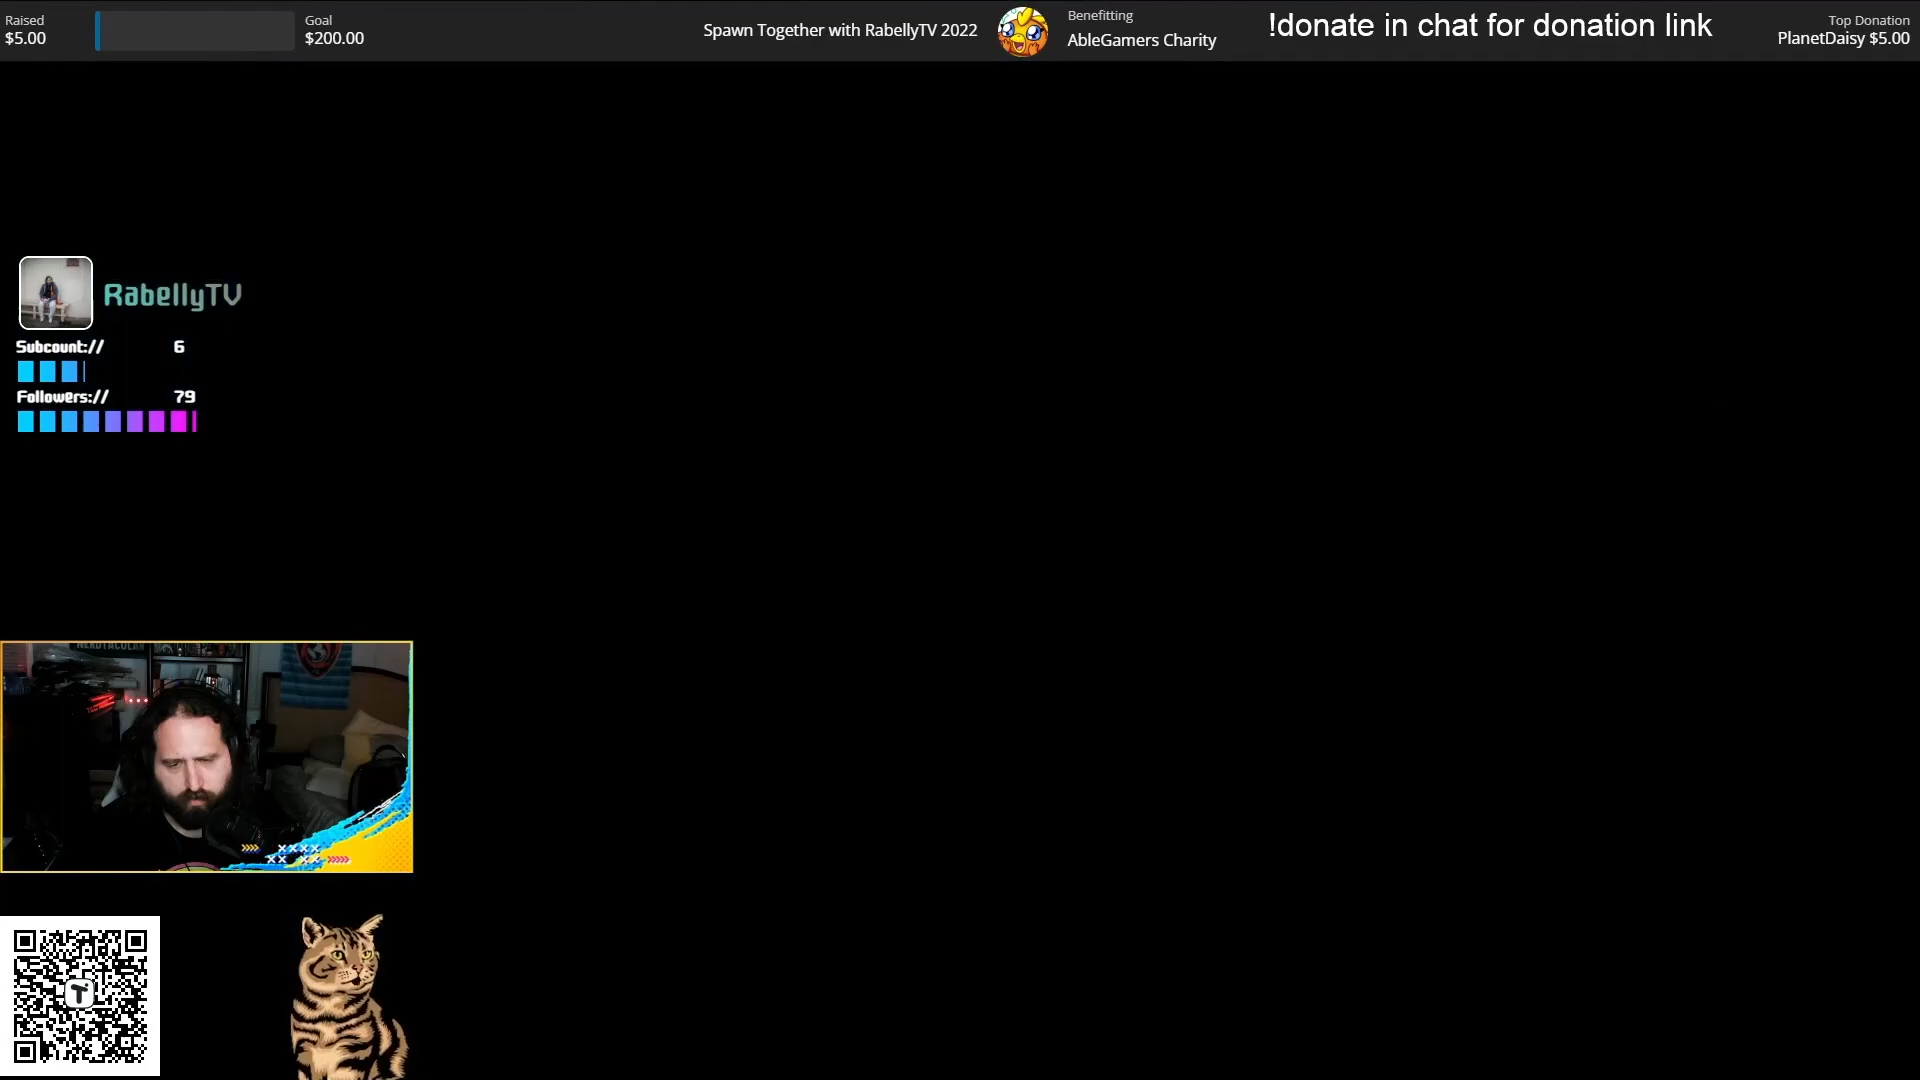 Raised
$5.00
Goal
$200.00
Spawn Together with RabellyTV 2022
Benefitting
AbleGamers Charity
!donate in chat for donation link
Top Donation
PlanetDaisy $5.00
RabellyTV
Subcount:// 6
Followers:// 79
NERDTACULAR
T